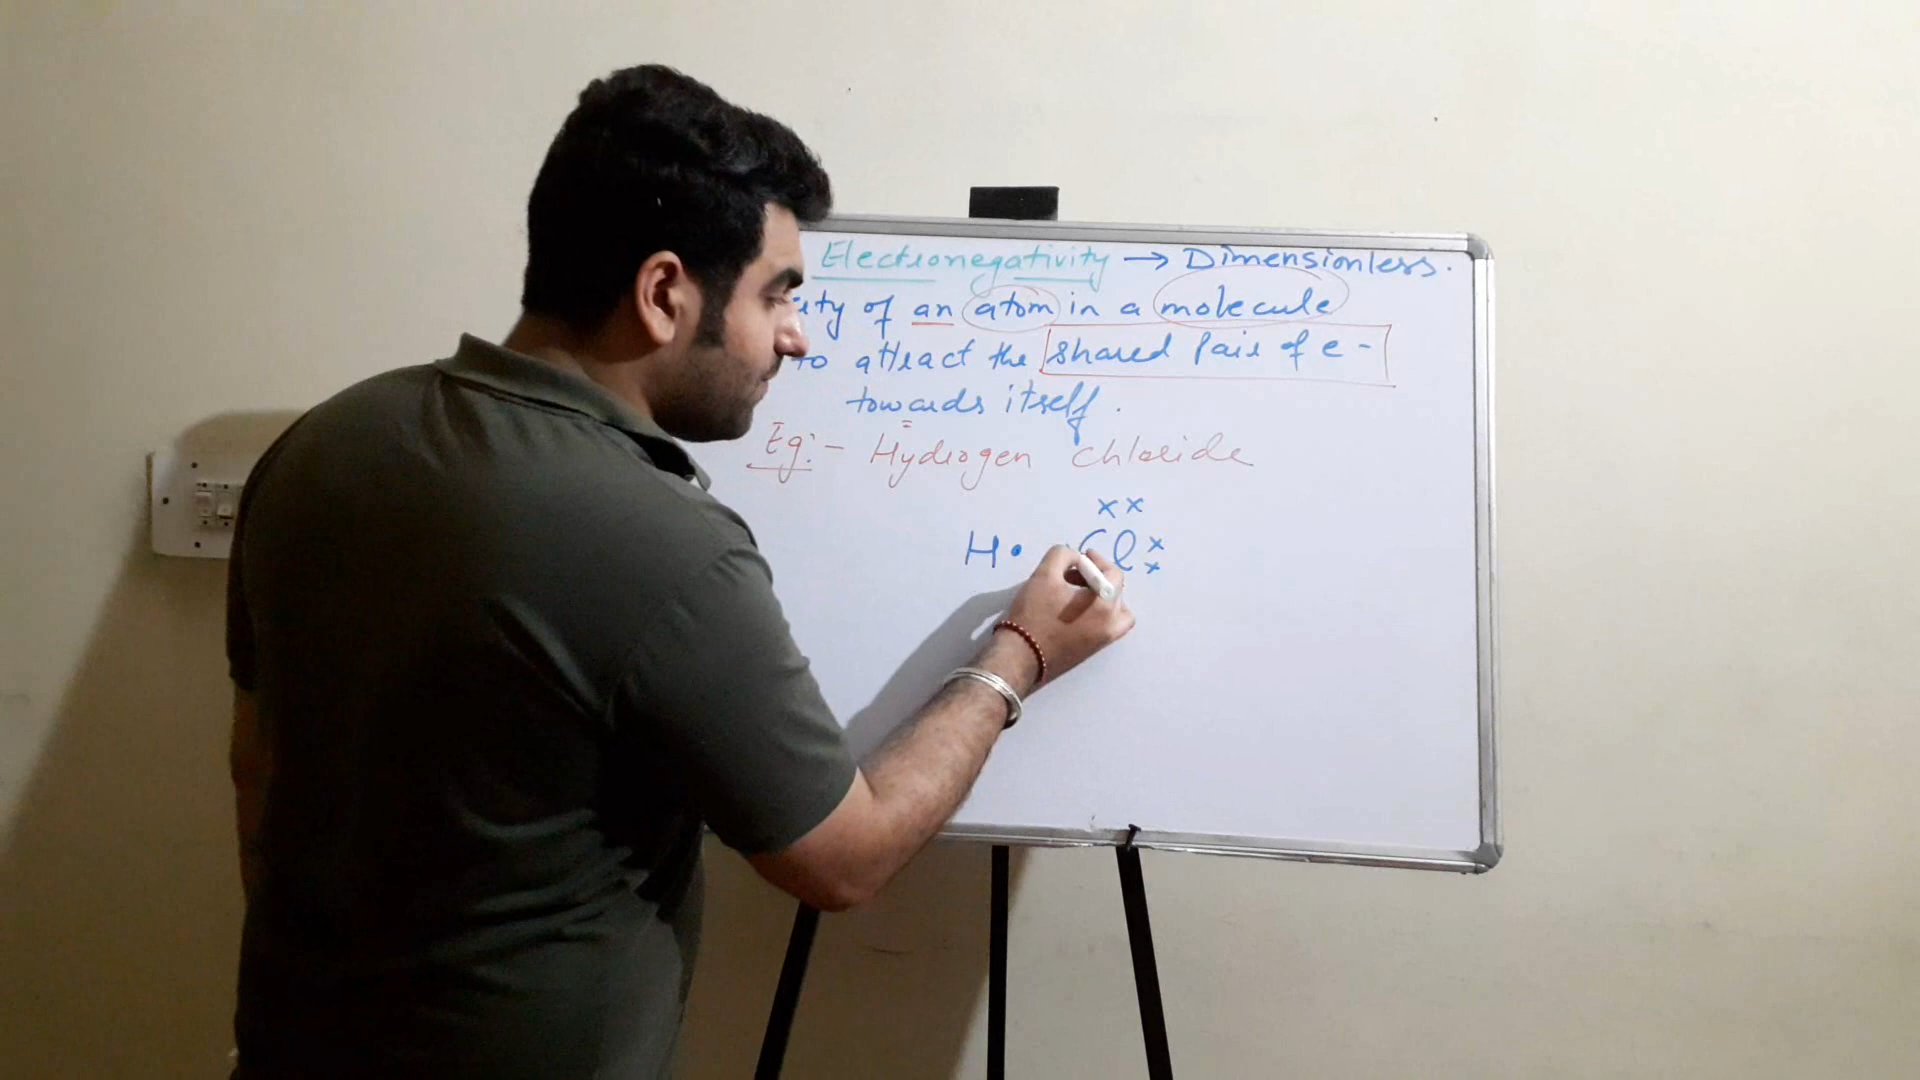 Electronegativity → Dimensionless.
of an atom in a molecule
to attract the shared Pair of e-
towards itself.
Eg:- Hydrogen chloride
x x
H• Cl x
x